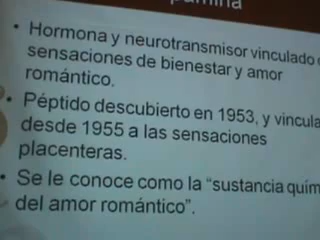 • Hormona y neurotransmisor vinculado
sensaciones de bienestar y amor
romántico.
• Péptido descubierto en 1953, y vincula
desde 1955 a las sensaciones
placenteras.
• Se le conoce como la “sustancia quím
del amor romántico”.